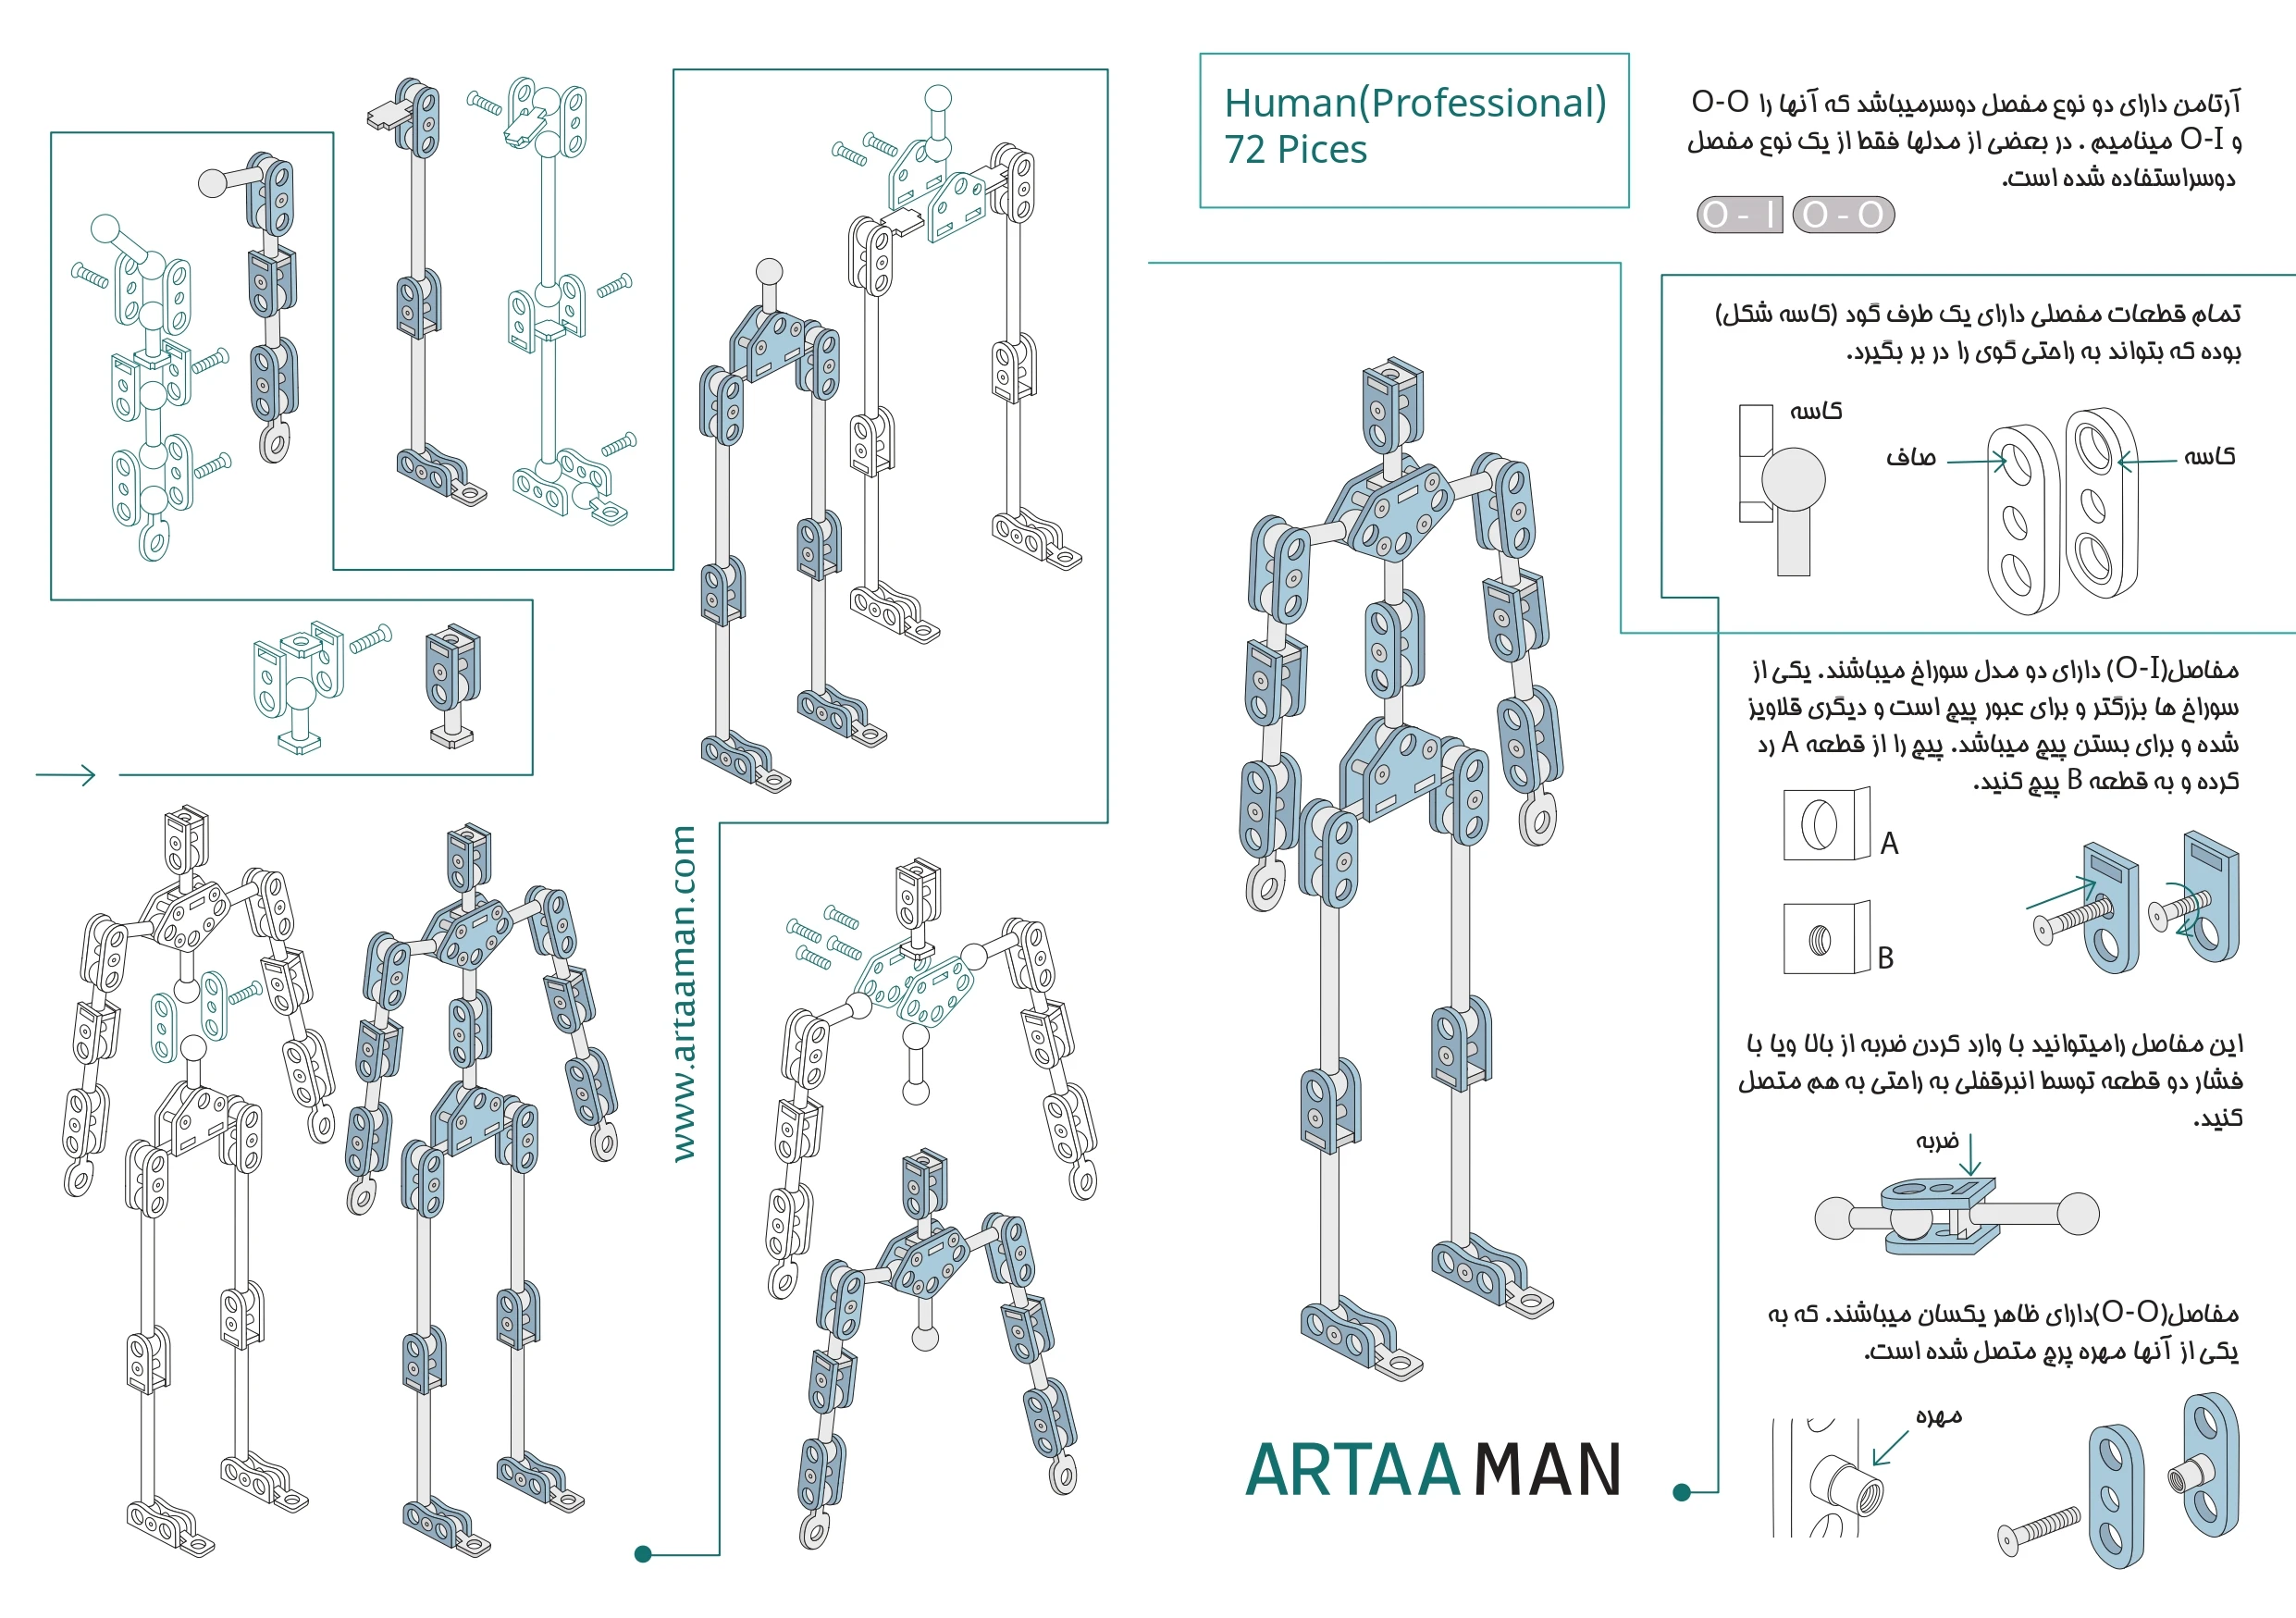 Human(Professional)
72 Pices
آرتامن دارای دو نوع مفصل دوسرمیباشد که آنها را O-O
و O-I مینامیم . در بعضی از مدلها فقط از یک نوع مفصل
دوسراستفاده شده است.
O - I O - O
تمام قطعات مفصلی دارای یک طرف گود (کاسه شکل)
بوده که بتواند به راحتی گوی را در بر بگیرد.
کاسه
صاف
کاسه
مفاصل(O-I) دارای دو مدل سوراخ میباشند. یکی از
سوراخ ها بزرگتر و برای عبور پیچ است و دیگری قلاویز
شده و برای بستن پیچ میباشد. پیچ را از قطعه A رد
کرده و به قطعه B پیچ کنید.
A
B
این مفاصل رامیتوانید با وارد کردن ضربه از بالا ویا با
فشار دو قطعه توسط انبرقفلی به راحتی به هم متصل
کنید.
ضربه
مفاصل(O-O)دارای ظاهر یکسان میباشند. که به
یکی از آنها مهره پرچ متصل شده است.
مهره
ARTAAMAN
www.artaaman.com